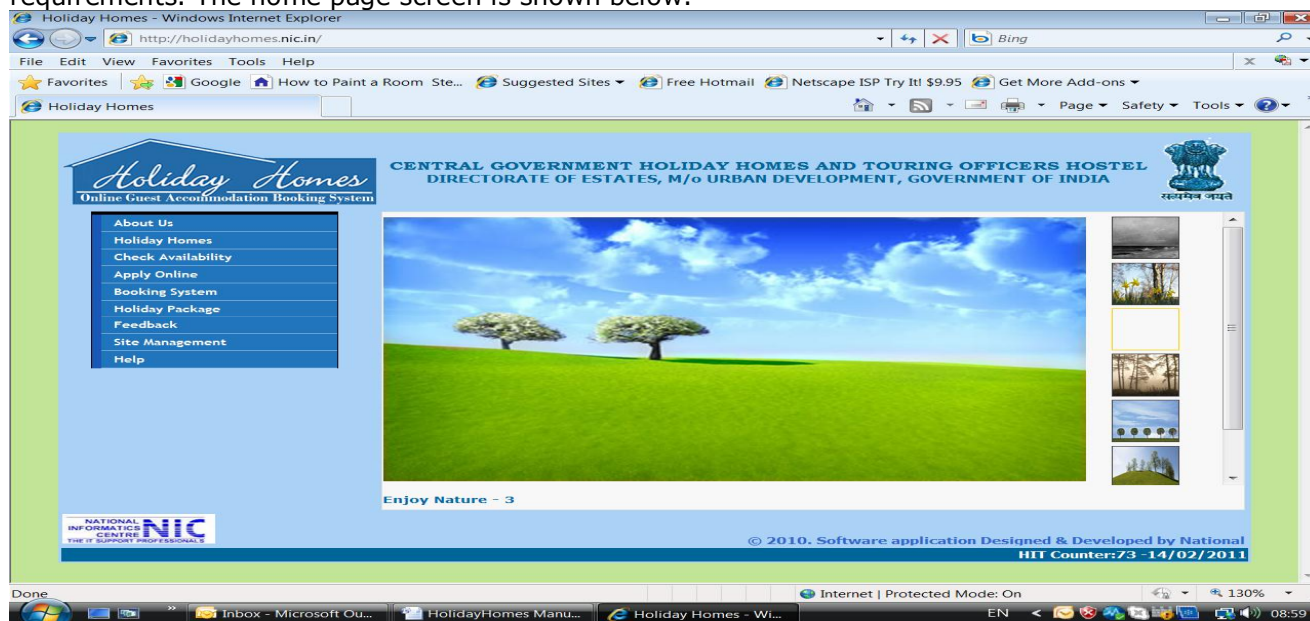 requirements. The home page screen is shown below.
Holiday Homes - Windows Internet Explorer
http://holidayhomes.nic.in/
Bing
File Edit View Favorites Tools Help
Favorites Google How to Paint a Room Ste... Suggested Sites Free Hotmail Netscape ISP Try It! $9.95 Get More Add-ons
Holiday Homes
Page Safety Tools
Holiday Homes
Online Guest Accommodation Booking System
CENTRAL GOVERNMENT HOLIDAY HOMES AND TOURING OFFICERS HOSTEL
DIRECTORATE OF ESTATES, M/o URBAN DEVELOPMENT, GOVERNMENT OF INDIA
सत्यमेव जयते
About Us
Holiday Homes
Check Availability
Apply Online
Booking System
Holiday Package
Feedback
Site Management
Help
Enjoy Nature - 3
NATIONAL
INFORMATICS
CENTRE
THE IT SUPPORT PROFESSIONALS
NIC
© 2010. Software application Designed & Developed by National
HIT Counter:73 -14/02/2011
Done
Internet | Protected Mode: On
130%
Inbox - Microsoft Ou...
HolidayHomes Manu...
Holiday Homes - Wi...
EN
08:59